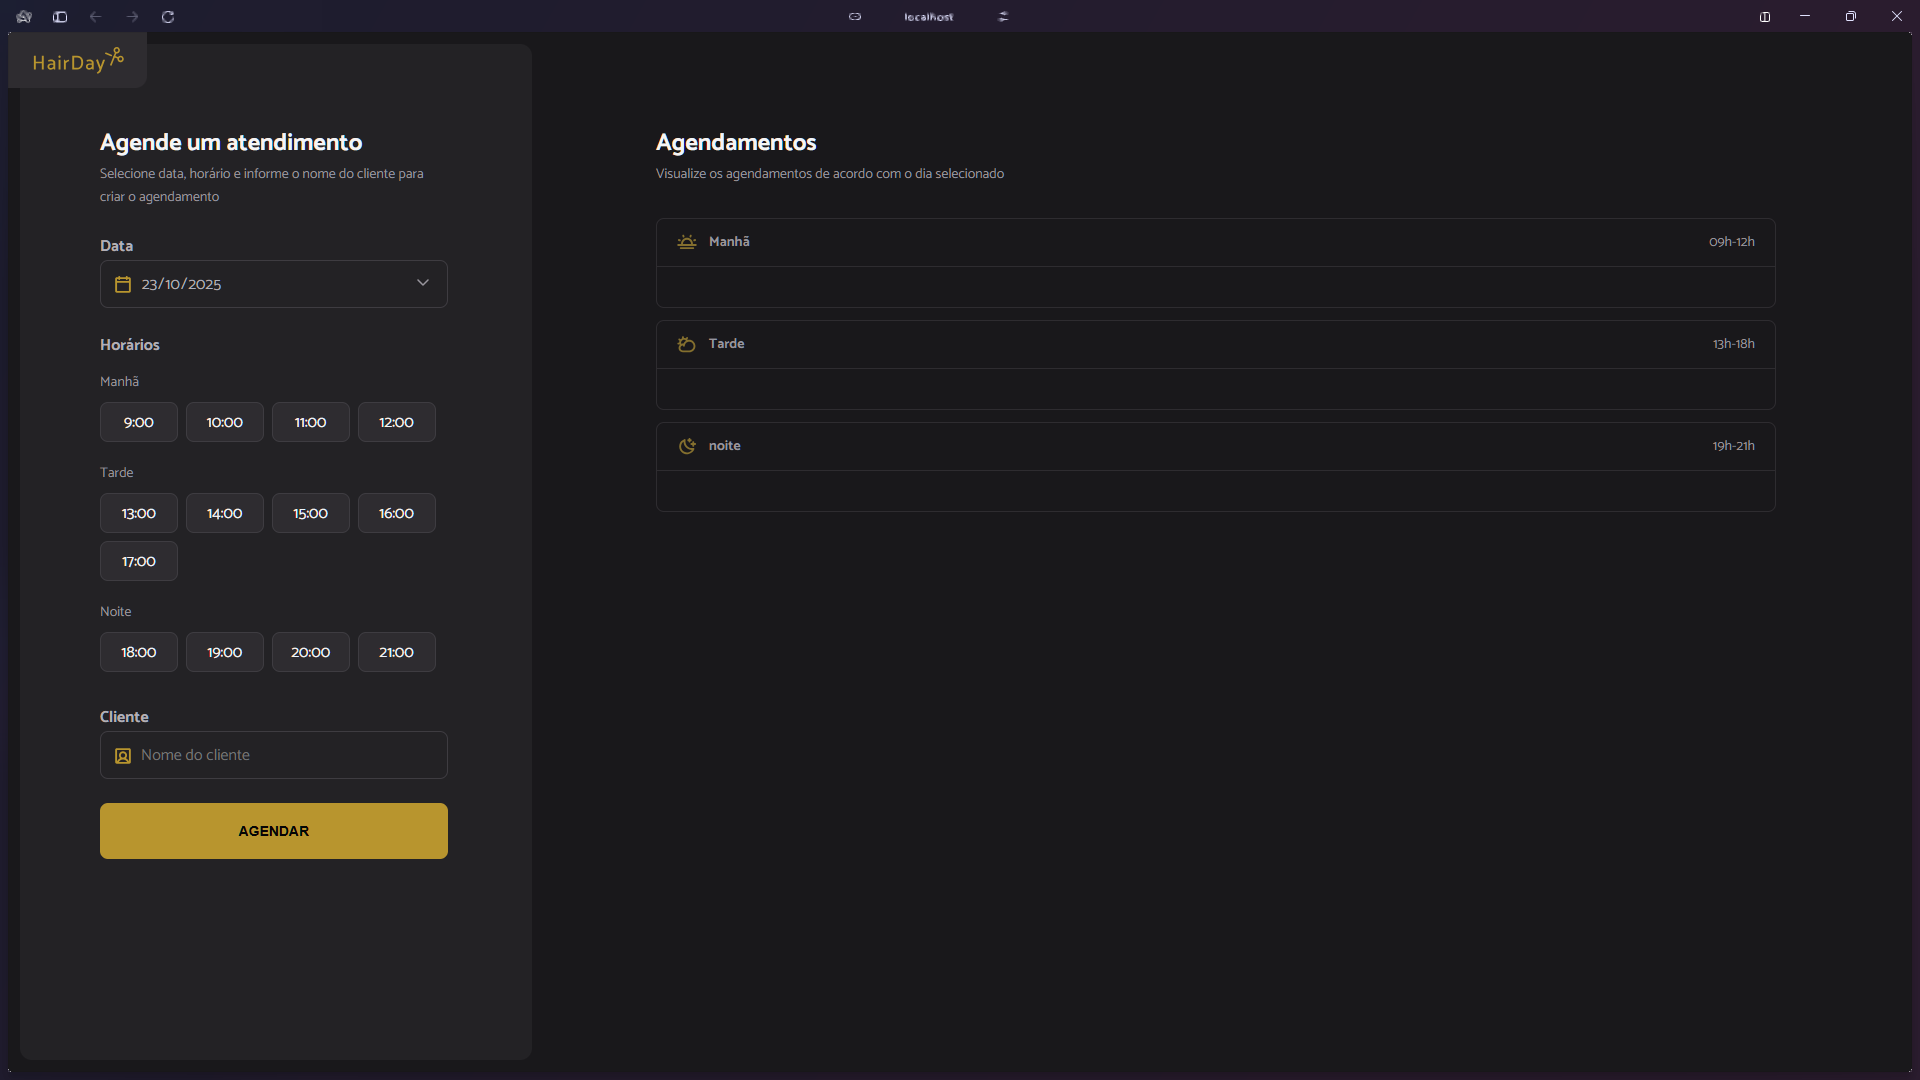 localhost
HairDay
Agende um atendimento
Selecione data, horário e informe o nome do cliente para
criar o agendamento
Data
23/10/2025
Horários
Manhã
9:00 10:00 11:00 12:00
Tarde
13:00 14:00 15:00 16:00
17:00
Noite
18:00 19:00 20:00 21:00
Cliente
Nome do cliente
AGENDAR
Agendamentos
Visualize os agendamentos de acordo com o dia selecionado
Manhã 09h-12h
Tarde 13h-18h
noite 19h-21h